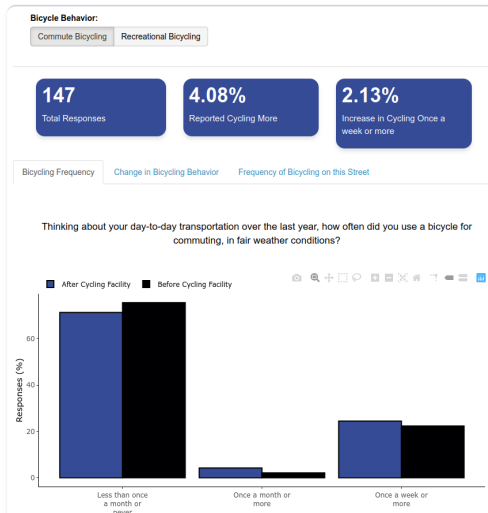 Bicycle Behavior:
Commute Bicycling Recreational Bicycling
147
Total Responses
4.08%
Reported Cycling More
2.13%
Increase in Cycling Once a
week or more
Bicycling Frequency Change in Bicycling Behavior Frequency of Bicycling on this Street
Thinking about your day-to-day transportation over the last year, how often did you use a bicycle for
commuting, in fair weather conditions?
After Cycling Facility Before Cycling Facility
Responses (%)
60
40
20
0
Less than once
a month or
never
Once a month or
more
Once a week or
more